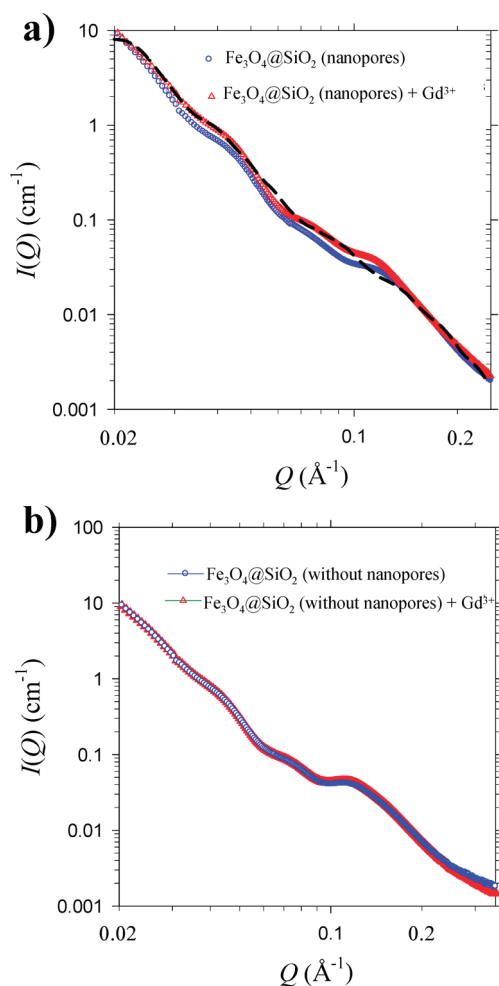 a)
10
Fe₃O₄@SiO₂ (nanopores)
Fe₃O₄@SiO₂ (nanopores) + Gd³⁺
1
0.1
0.01
0.001
I(Q) (cm⁻¹)
0.02 0.1 0.2
Q (Å⁻¹)
b)
100
Fe₃O₄@SiO₂ (without nanopores)
Fe₃O₄@SiO₂ (without nanopores) + Gd³⁺
10
1
0.1
0.01
0.001
I(Q) (cm⁻¹)
0.02 0.1 0.2
Q (Å⁻¹)